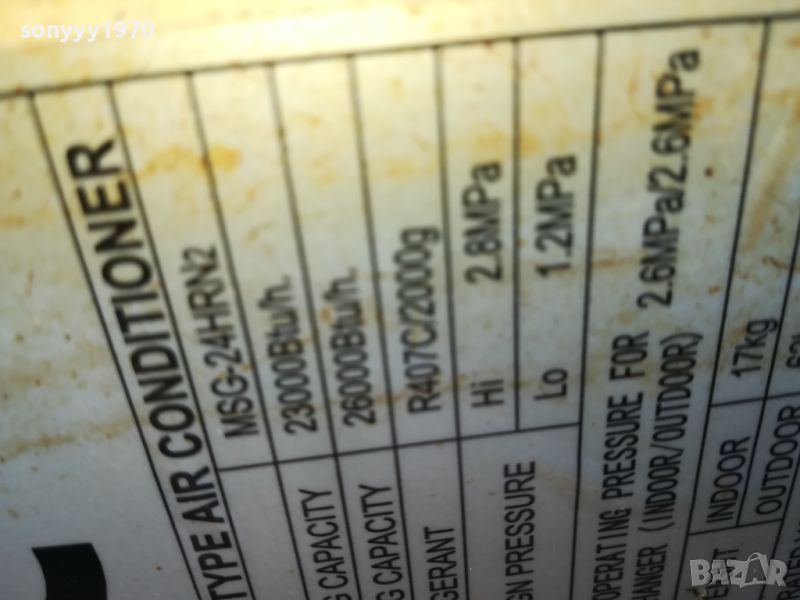 sonyyy1970
TYPE AIR CONDITIONER
MSG-24HRN2
G CAPACITY 23000Btu/h.
G CAPACITY 26000Btu/h.
GERANT R407C/2000g
GN PRESSURE Hi 2.8MPa
Lo 1.2MPa
OPERATING PRESSURE FOR
HANGER (INDOOR/OUTDOOR) 2.6MPa/2.6MPa
INDOOR 17kg
OUTDOOR
BAZAR